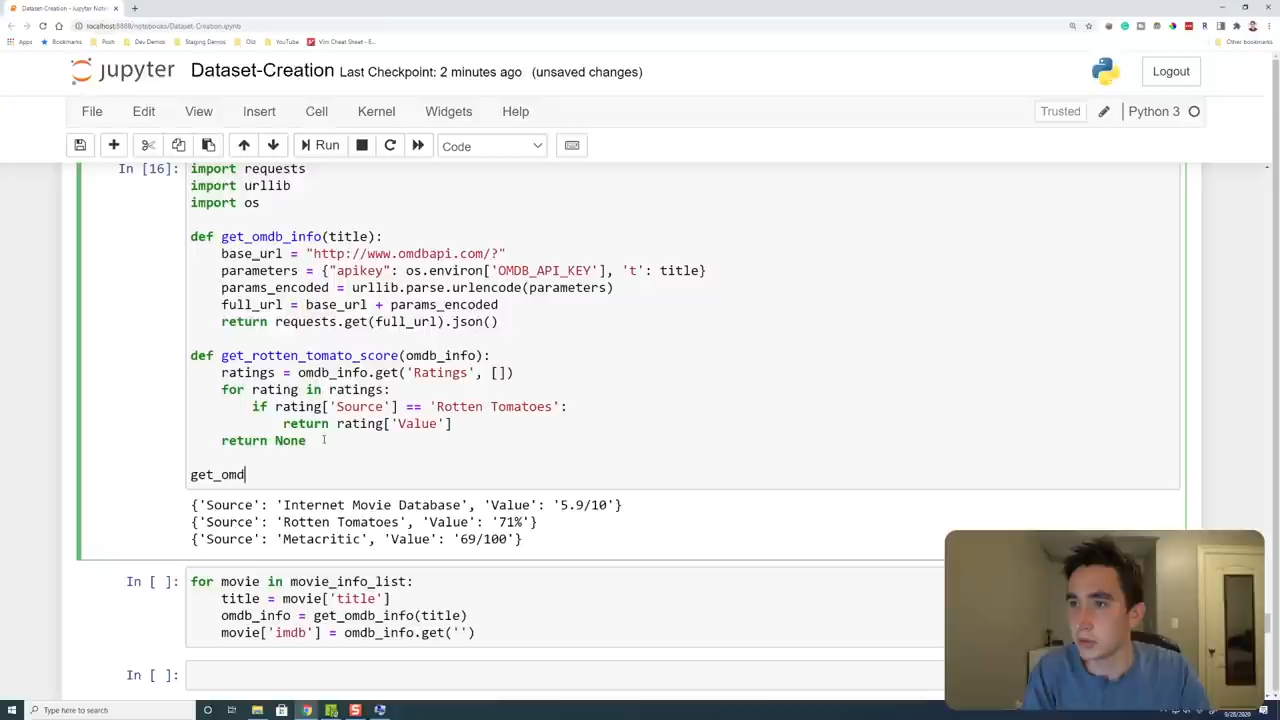 Dataset-Creation - Jupyter Note
localhost:8888/notebooks/Dataset-Creation.ipynb
Apps Bookmarks Posh Dev Demos Staging Demos Old YouTube Vim Cheat Sheet - E... Other bookmarks
jupyter Dataset-Creation Last Checkpoint: 2 minutes ago (unsaved changes) Logout
File Edit View Insert Cell Kernel Widgets Help Trusted Python 3
Run Code
In [16]: import requests
import urllib
import os
def get_omdb_info(title):
base_url = "http://www.omdbapi.com/?"
parameters = {"apikey": os.environ['OMDB_API_KEY'], 't': title}
params_encoded = urllib.parse.urlencode(parameters)
full_url = base_url + params_encoded
return requests.get(full_url).json()
def get_rotten_tomato_score(omdb_info):
ratings = omdb_info.get('Ratings', [])
for rating in ratings:
if rating['Source'] == 'Rotten Tomatoes':
return rating['Value']
return None
get_omd
{'Source': 'Internet Movie Database', 'Value': '5.9/10'}
{'Source': 'Rotten Tomatoes', 'Value': '71%'}
{'Source': 'Metacritic', 'Value': '69/100'}
In [ ]: for movie in movie_info_list:
title = movie['title']
omdb_info = get_omdb_info(title)
movie['imdb'] = omdb_info.get('')
In [ ]:
Type here to search
9/28/2020